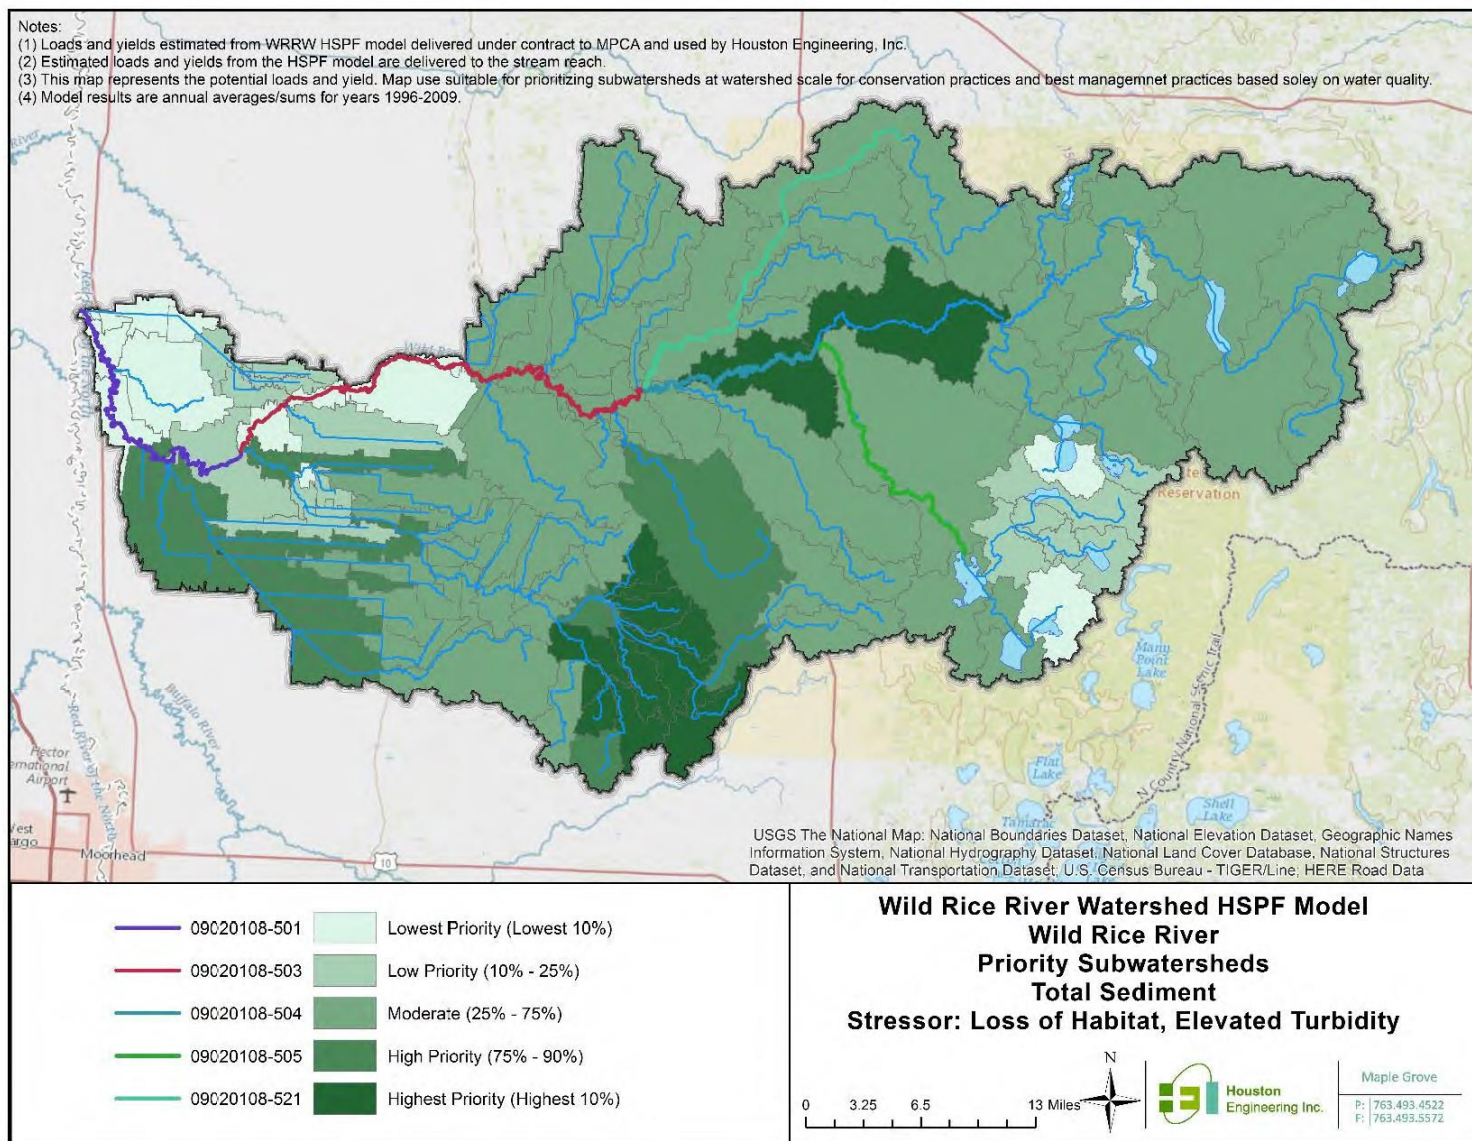 Notes:
(1) Loads and yields estimated from WRRW HSPF model delivered under contract to MPCA and used by Houston Engineering, Inc.
(2) Estimated loads and yields from the HSPF model are delivered to the stream reach.
(3) This map represents the potential loads and yield. Map use suitable for prioritizing subwatersheds at watershed scale for conservation practices and best managemnet practices based soley on water quality.
(4) Model results are annual averages/sums for years 1996-2009.
River
Wild
Reservation
Many
Point
Lake
N Country National Scenic Trail
Buffalo River
Red River of the North
Hector
Airport
Moorhead
10
Flat
Lake
Shell
Lake
Tamarac
USGS The National Map: National Boundaries Dataset, National Elevation Dataset, Geographic Names
Information System, National Hydrography Dataset, National Land Cover Database, National Structures
Dataset, and National Transportation Dataset; U.S. Census Bureau - TIGER/Line; HERE Road Data
09020108-501
Lowest Priority (Lowest 10%)
09020108-503
Low Priority (10% - 25%)
09020108-504
Moderate (25% - 75%)
09020108-505
High Priority (75% - 90%)
09020108-521
Highest Priority (Highest 10%)
Wild Rice River Watershed HSPF Model
Wild Rice River
Priority Subwatersheds
Total Sediment
Stressor: Loss of Habitat, Elevated Turbidity
0 3.25 6.5 13 Miles
N
Houston
Engineering Inc.
Maple Grove
P: 763.493.4522
F: 763.493.5572